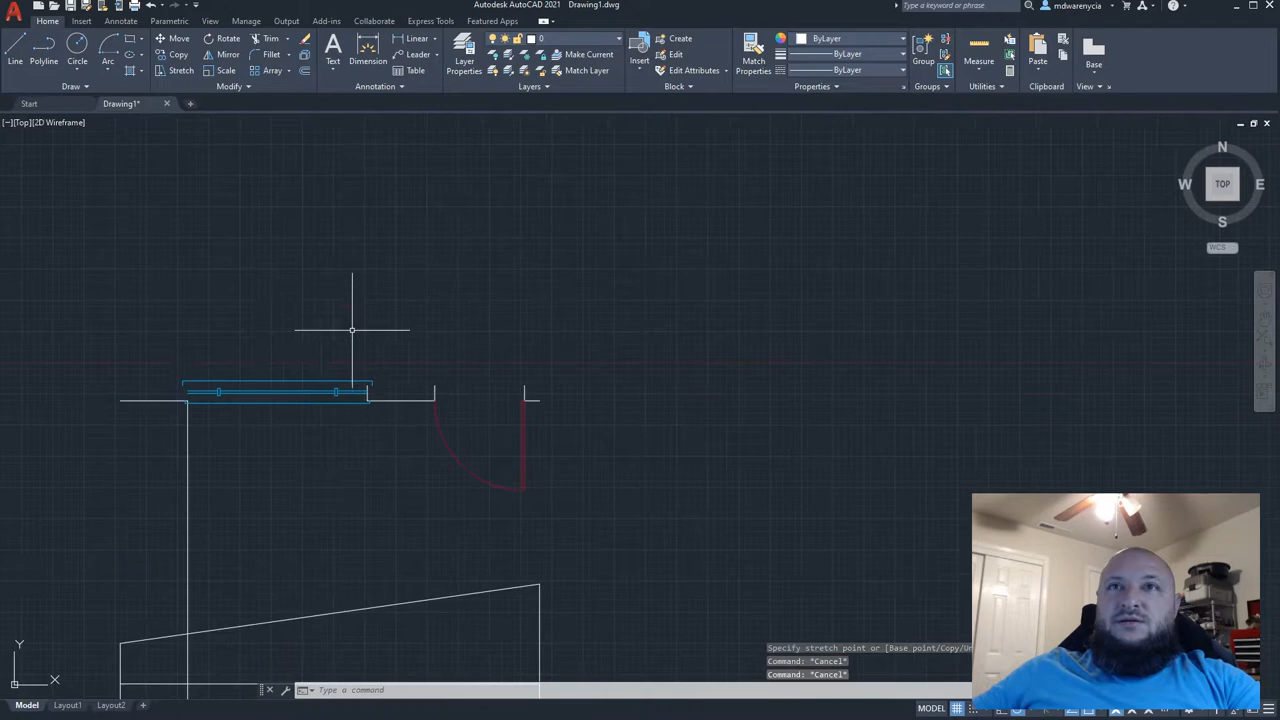 Autodesk AutoCAD 2021 Drawing1.dwg
Type a keyword or phrase
mdwarenycia
Home Insert Annotate Parametric View Manage Output Add-ins Collaborate Express Tools Featured Apps
Line Polyline Circle Arc
Move Rotate Trim
Copy Mirror Fillet
Stretch Scale Array
Text Dimension
Linear
Leader
Table
Layer Properties
0
Make Current
Match Layer
Insert
Create
Edit
Edit Attributes
Match Properties
ByLayer
ByLayer
ByLayer
Group
Measure
Paste
Base
Draw Modify Annotation Layers Block Properties Groups Utilities Clipboard View
Start Drawing1*
[−][Top][2D Wireframe]
N
W TOP E
S
WCS
Y
X
Specify stretch point or [Base point/Copy/Un
Command: *Cancel*
Command: *Cancel*
Type a command
Model Layout1 Layout2
MODEL